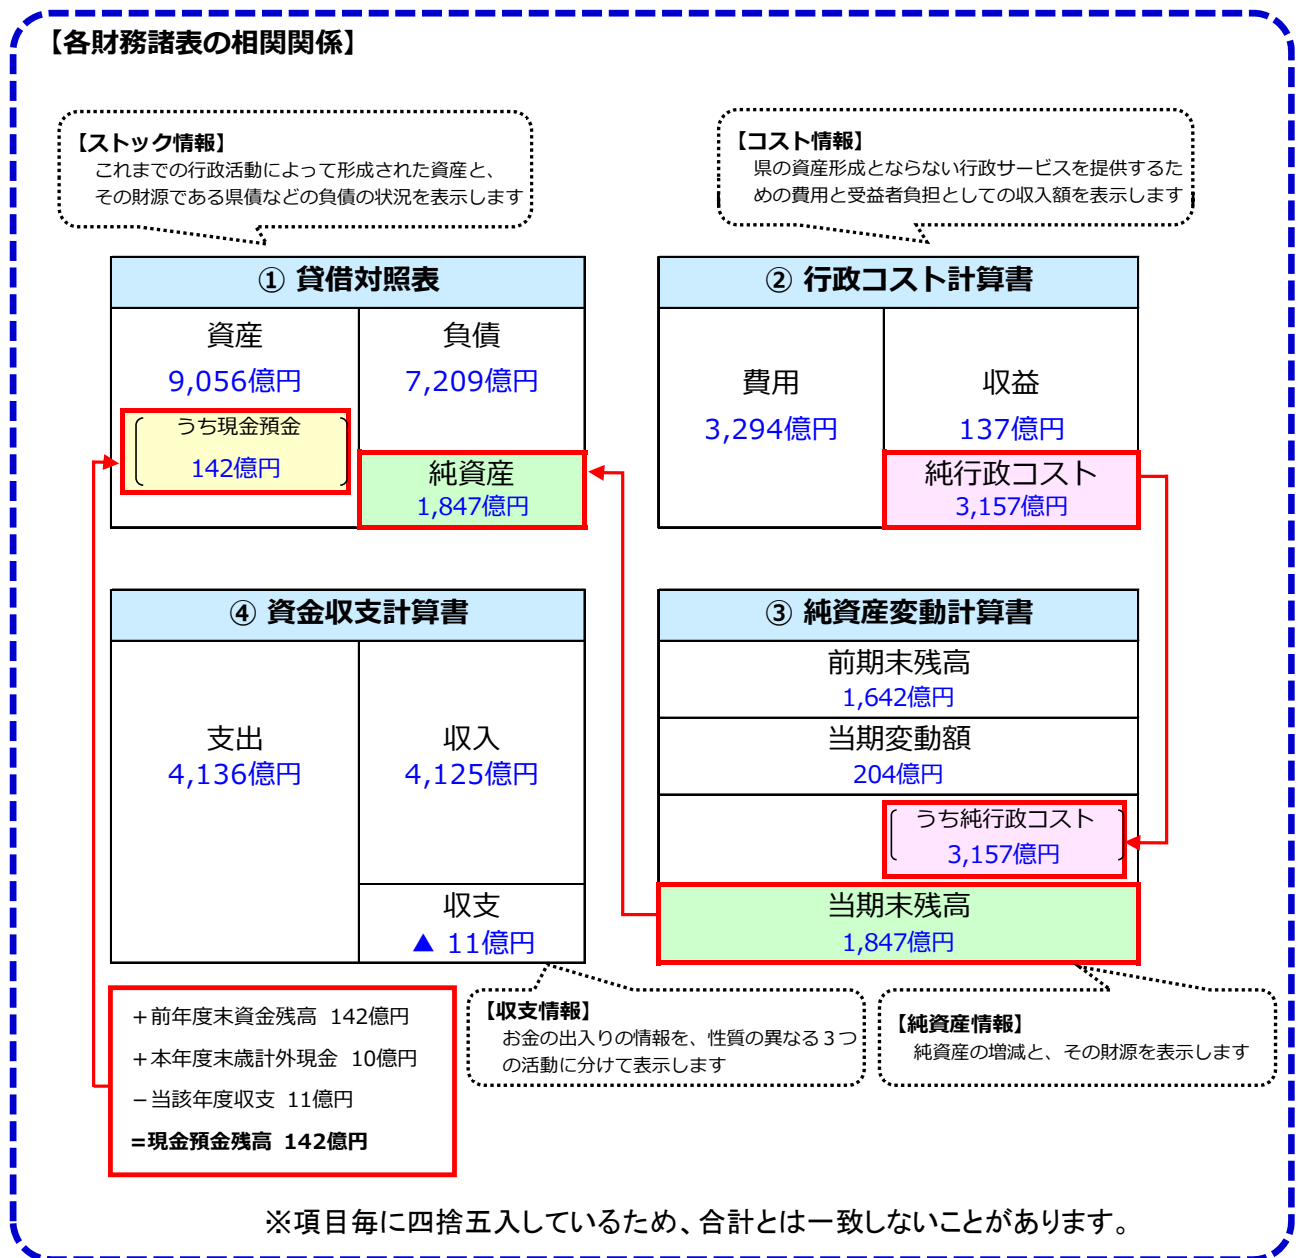 【各財務諸表の相関関係】
【ストック情報】
これまでの行政活動によって形成された資産と、
その財源である県債などの負債の状況を表示します
【コスト情報】
県の資産形成とならない行政サービスを提供するた
めの費用と受益者負担としての収入額を表示します
① 貸借対照表
資産
9,056億円
うち現金預金
142億円
負債
7,209億円
純資産
1,847億円
② 行政コスト計算書
費用
3,294億円
収益
137億円
純行政コスト
3,157億円
④ 資金収支計算書
支出
4,136億円
収入
4,125億円
収支
▲ 11億円
③ 純資産変動計算書
前期末残高
1,642億円
当期変動額
204億円
うち純行政コスト
3,157億円
当期末残高
1,847億円
＋前年度末資金残高 142億円
＋本年度末歳計外現金 10億円
－当該年度収支 11億円
=現金預金残高 142億円
【収支情報】
お金の出入りの情報を、性質の異なる３つ
の活動に分けて表示します
【純資産情報】
純資産の増減と、その財源を表示します
※項目毎に四捨五入しているため、合計とは一致しないことがあります。